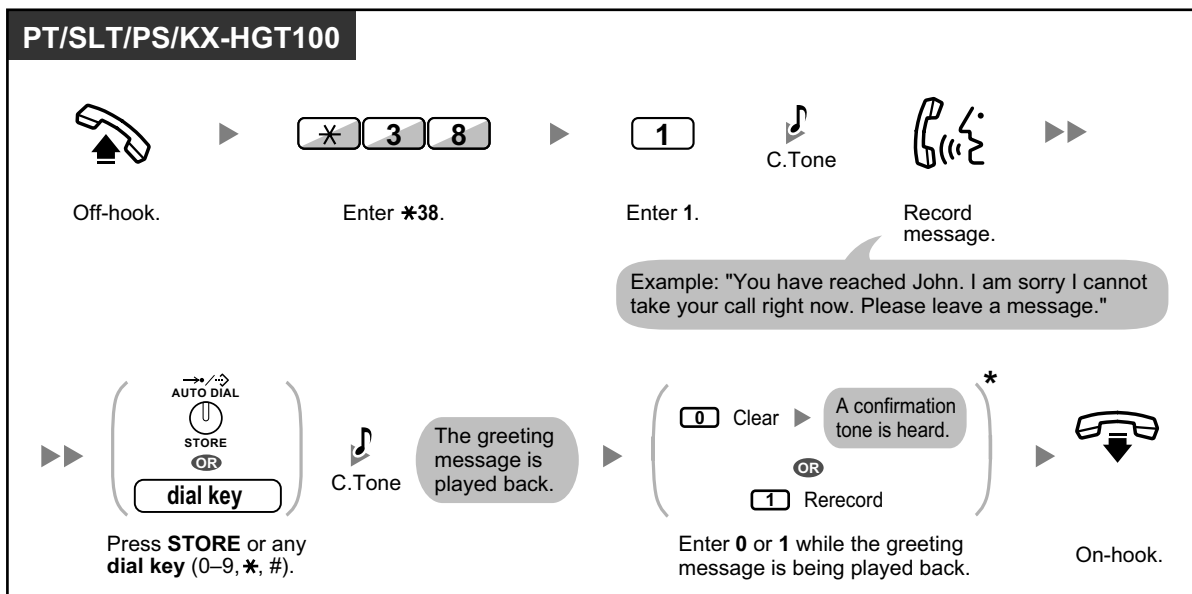 PT/SLT/PS/KX-HGT100
✳ 3 8
1
C.Tone
Off-hook.
Enter ✳38.
Enter 1.
Record
message.
Example: "You have reached John. I am sorry I cannot
take your call right now. Please leave a message."
AUTO DIAL
STORE
OR
dial key
C.Tone
The greeting
message is
played back.
0 Clear
A confirmation
tone is heard.
*
OR
1 Rerecord
Press STORE or any
dial key (0–9, ✳, #).
Enter 0 or 1 while the greeting
message is being played back.
On-hook.